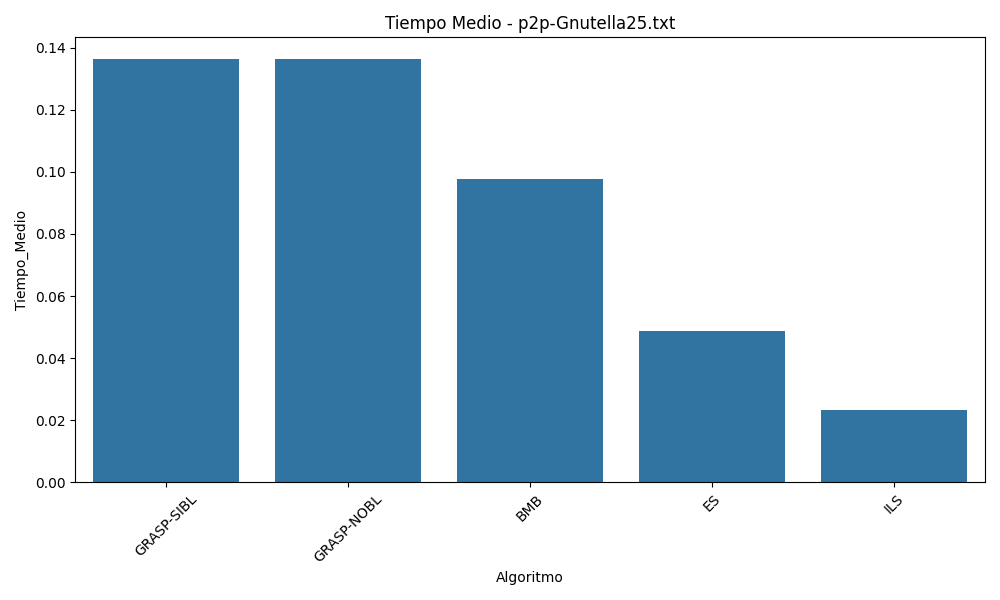 Tiempo Medio - p2p-Gnutella25.txt
Tiempo_Medio
0.14
0.12
0.10
0.08
0.06
0.04
0.02
0.00
GRASP-SIBL
GRASP-NOBL
BMB
ES
ILS
Algoritmo